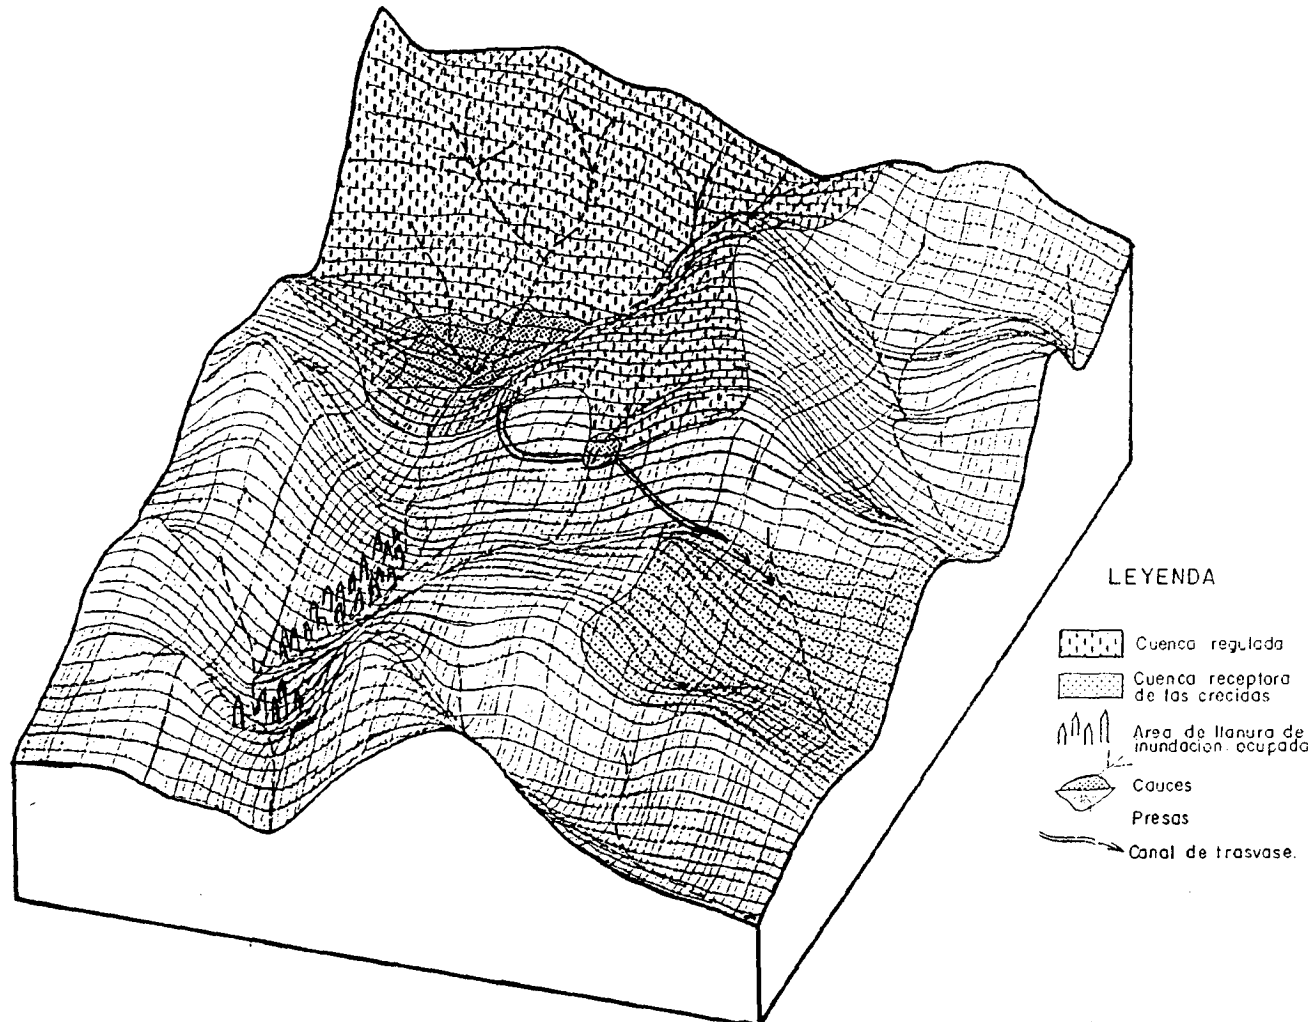 LEYENDA
Cuenca regulada
Cuenca receptora
de las crecidas
Area de llanura de
inundacion ocupada
Cauces
Presas
Canal de trasvase.